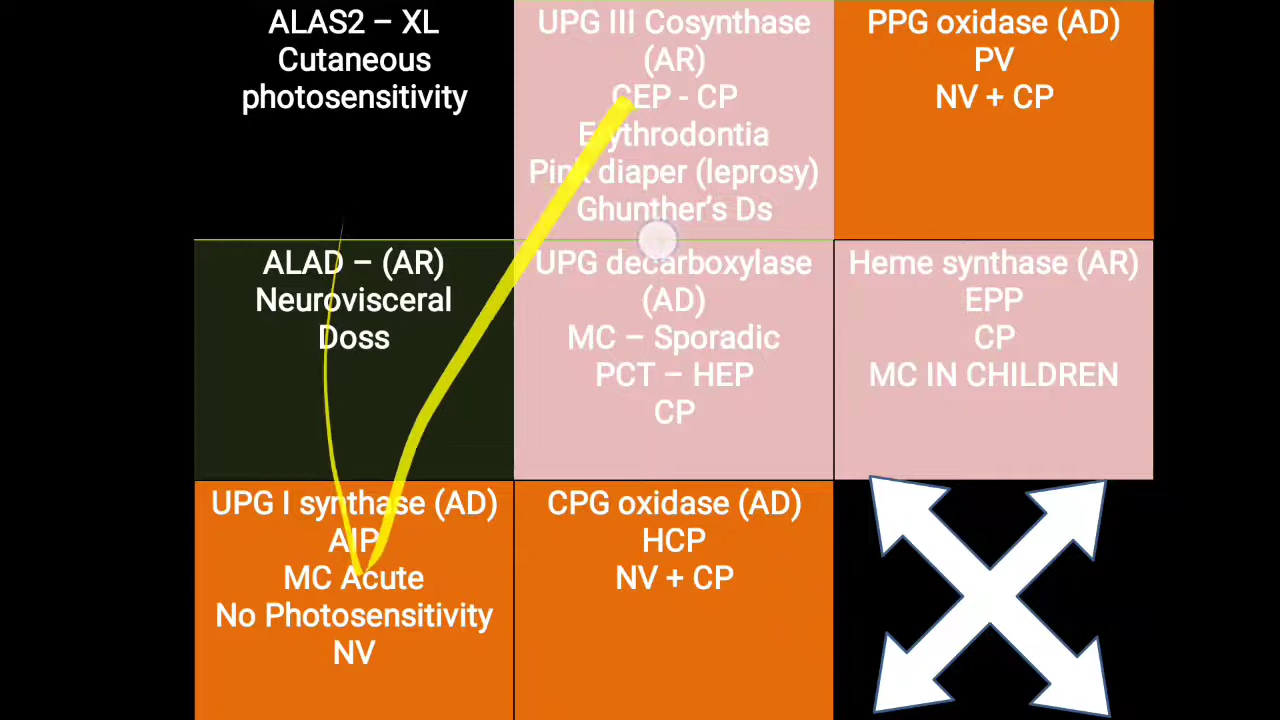 ALAS2 – XL
Cutaneous
photosensitivity
UPG III Cosynthase
(AR)
CEP - CP
Erythrodontia
Pink diaper (leprosy)
Ghunther's Ds
PPG oxidase (AD)
PV
NV + CP
ALAD – (AR)
Neurovisceral
Doss
UPG decarboxylase
(AD)
MC – Sporadic
PCT – HEP
CP
Heme synthase (AR)
EPP
CP
MC IN CHILDREN
UPG I synthase (AD)
AIP
MC Acute
No Photosensitivity
NV
CPG oxidase (AD)
HCP
NV + CP